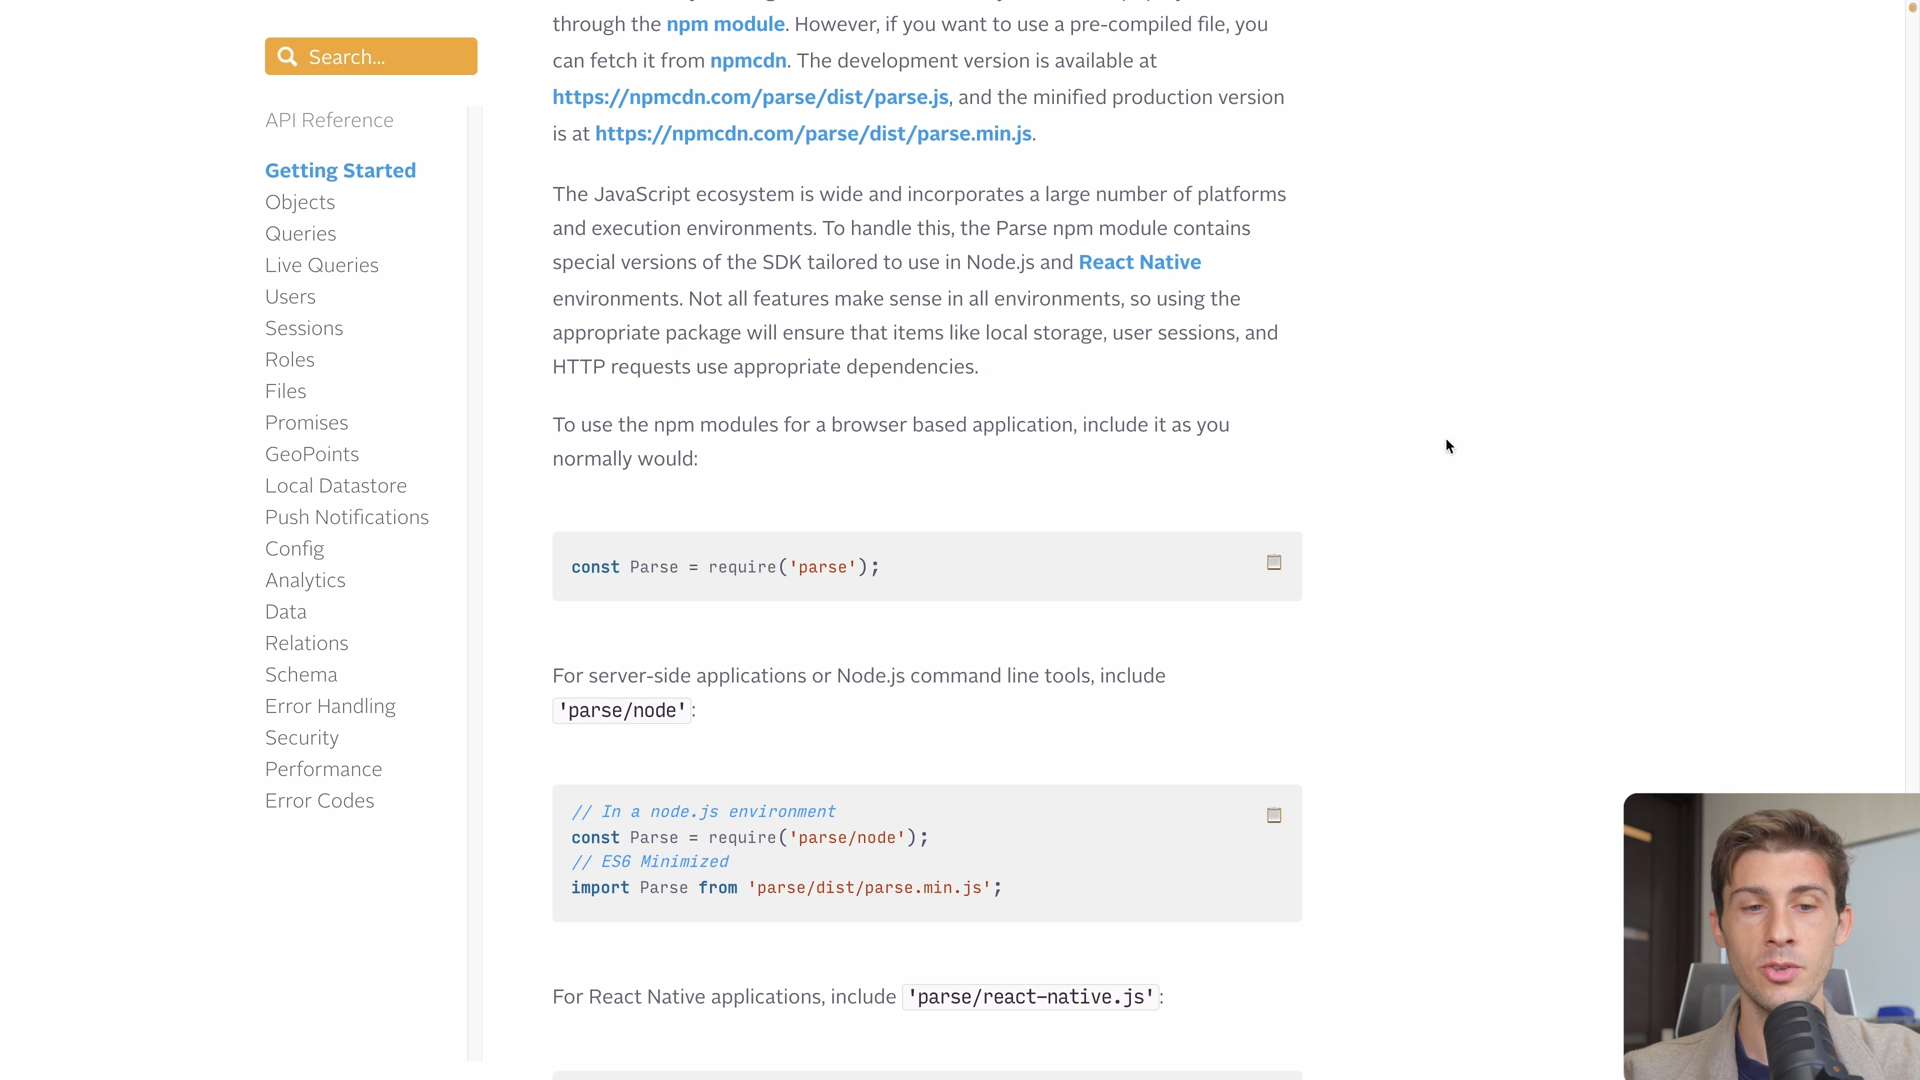 Search...
API Reference
Getting Started
Objects
Queries
Live Queries
Users
Sessions
Roles
Files
Promises
GeoPoints
Local Datastore
Push Notifications
Config
Analytics
Data
Relations
Schema
Error Handling
Security
Performance
Error Codes
through the npm module. However, if you want to use a pre-compiled file, you
can fetch it from npmcdn. The development version is available at
https://npmcdn.com/parse/dist/parse.js, and the minified production version
is at https://npmcdn.com/parse/dist/parse.min.js.
The JavaScript ecosystem is wide and incorporates a large number of platforms
and execution environments. To handle this, the Parse npm module contains
special versions of the SDK tailored to use in Node.js and React Native
environments. Not all features make sense in all environments, so using the
appropriate package will ensure that items like local storage, user sessions, and
HTTP requests use appropriate dependencies.
To use the npm modules for a browser based application, include it as you
normally would:
const Parse = require('parse');
For server-side applications or Node.js command line tools, include
'parse/node':
// In a node.js environment
const Parse = require('parse/node');
// ES6 Minimized
import Parse from 'parse/dist/parse.min.js';
For React Native applications, include 'parse/react-native.js':